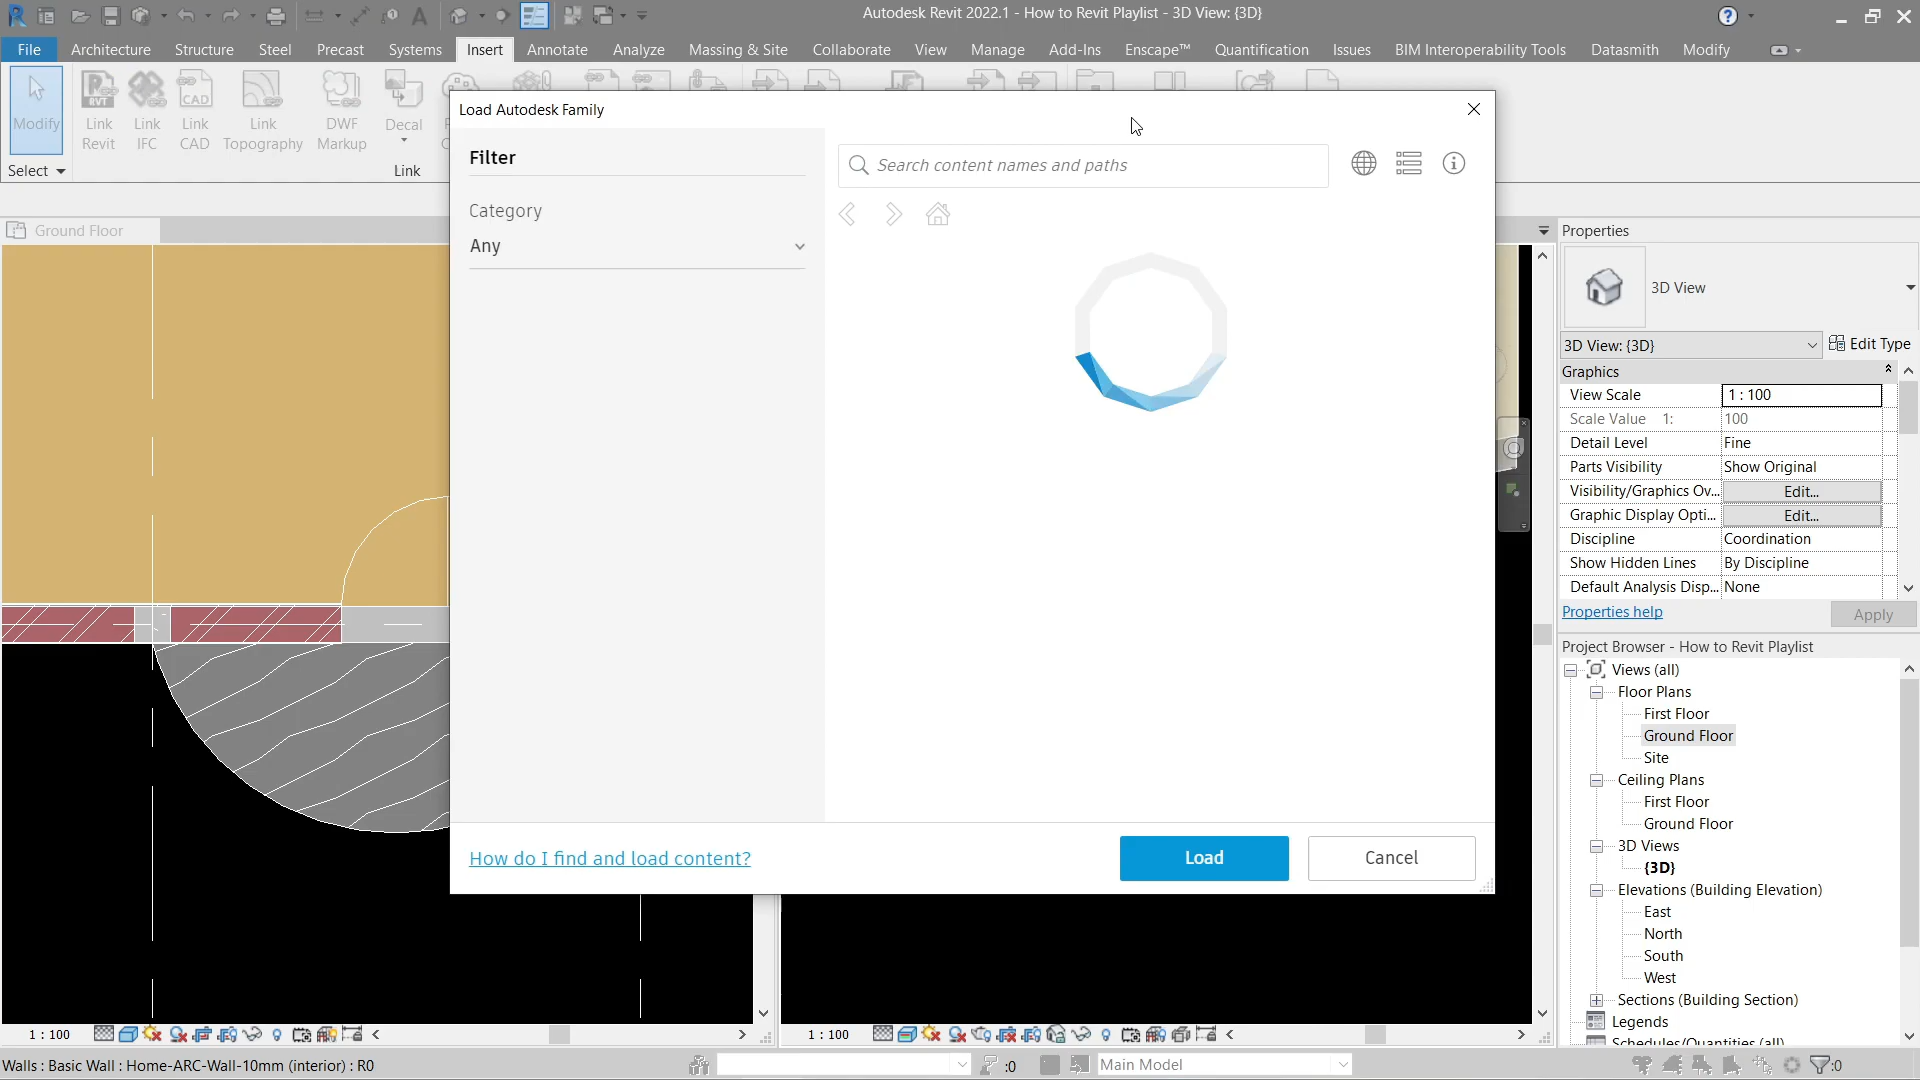 Autodesk Revit 2022.1 - How to Revit Playlist - 3D View: {3D}
File Architecture Structure Steel Precast Systems Insert Annotate Analyze Massing & Site Collaborate View Manage Add-Ins Enscape™ Quantification Issues BIM Interoperability Tools Datasmith Modify
Modify
Link Revit
Link IFC
Link CAD
Link Topography
DWF Markup
Decal
Select
Link
Load Autodesk Family
Filter
Category
Any
Search content names and paths
How do I find and load content?
Load
Cancel
Ground Floor
Properties
3D View
3D View: {3D}
Edit Type
Graphics
View Scale 1 : 100
Scale Value 1: 100
Detail Level Fine
Parts Visibility Show Original
Visibility/Graphics Ov... Edit...
Graphic Display Opti... Edit...
Discipline Coordination
Show Hidden Lines By Discipline
Default Analysis Disp... None
Properties help
Apply
Project Browser - How to Revit Playlist
Views (all)
Floor Plans
First Floor
Ground Floor
Site
Ceiling Plans
First Floor
Ground Floor
3D Views
{3D}
Elevations (Building Elevation)
East
North
South
West
Sections (Building Section)
Legends
Schedules/Quantities (all)
1 : 100
1 : 100
Walls : Basic Wall : Home-ARC-Wall-10mm (interior) : R0
:0
Main Model
:0